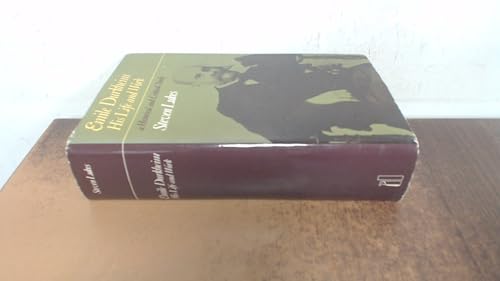 Emile Durkheim
His Life and Work
a Historical and Critical Study
Steven Lukes
Steven Lukes
Emile Durkheim
His Life and Work